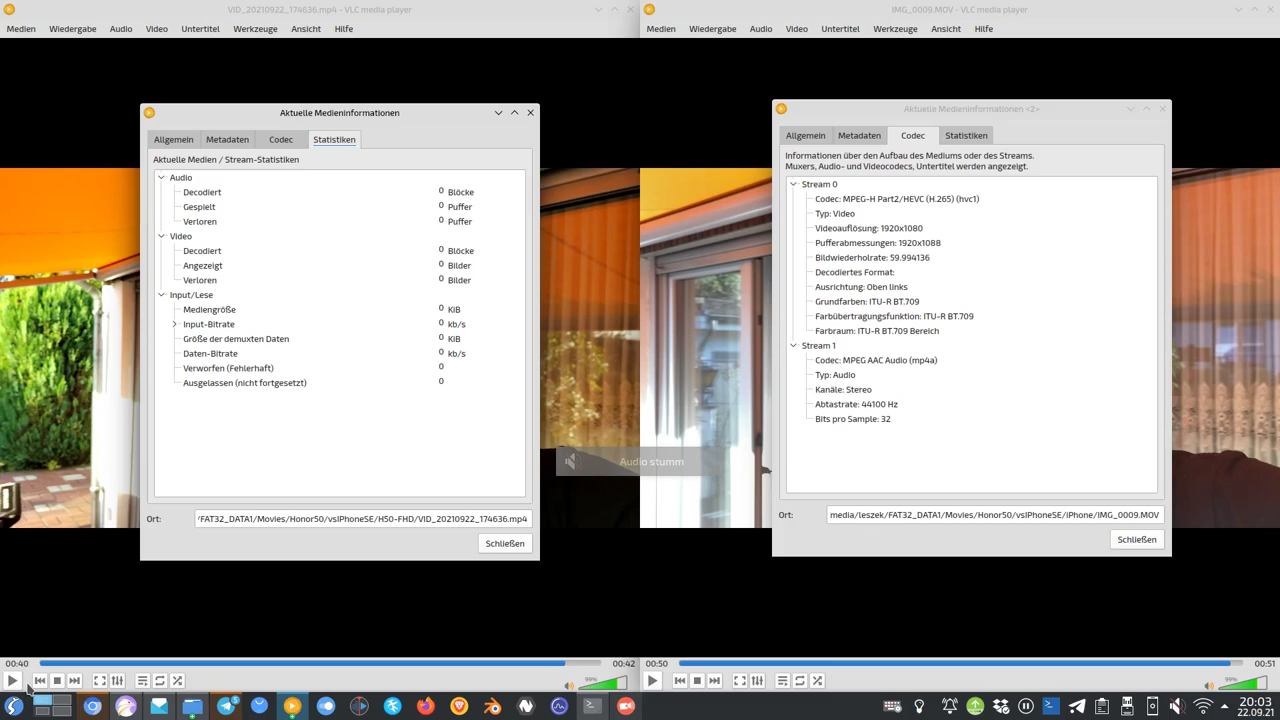 VID_20210922_174636.mp4 - VLC media player
Medien Wiedergabe Audio Video Untertitel Werkzeuge Ansicht Hilfe
Aktuelle Medieninformationen
Allgemein Metadaten Codec Statistiken
Aktuelle Medien / Stream-Statistiken
Audio
Decodiert 0 Blöcke
Gespielt 0 Puffer
Verloren 0 Puffer
Video
Decodiert 0 Blöcke
Angezeigt 0 Bilder
Verloren 0 Bilder
Input/Lese
Mediengröße 0 KiB
Input-Bitrate 0 kb/s
Größe der demuxten Daten 0 KiB
Daten-Bitrate 0 kb/s
Verworfen (Fehlerhaft) 0
Ausgelassen (nicht fortgesetzt) 0
Ort: /FAT32_DATA1/Movies/Honor50/vsIPhoneSE/H50-FHD/VID_20210922_174636.mp4
Schließen
Audio stumm
00:40 00:42
99%
IMG_0009.MOV - VLC media player
Medien Wiedergabe Audio Video Untertitel Werkzeuge Ansicht Hilfe
Aktuelle Medieninformationen <2>
Allgemein Metadaten Codec Statistiken
Informationen über den Aufbau des Mediums oder des Streams.
Muxers, Audio- und Videocodecs, Untertitel werden angezeigt.
Stream 0
Codec: MPEG-H Part2/HEVC (H.265) (hvc1)
Typ: Video
Videoauflösung: 1920x1080
Pufferabmessungen: 1920x1088
Bildwiederholrate: 59.994136
Decodiertes Format:
Ausrichtung: Oben links
Grundfarben: ITU-R BT.709
Farbübertragungsfunktion: ITU-R BT.709
Farbraum: ITU-R BT.709 Bereich
Stream 1
Codec: MPEG AAC Audio (mp4a)
Typ: Audio
Kanäle: Stereo
Abtastrate: 44100 Hz
Bits pro Sample: 32
Ort: media/leszek/FAT32_DATA1/Movies/Honor50/vsIPhoneSE/iPhone/IMG_0009.MOV
Schließen
00:50 00:51
99%
20:03
22.09.21